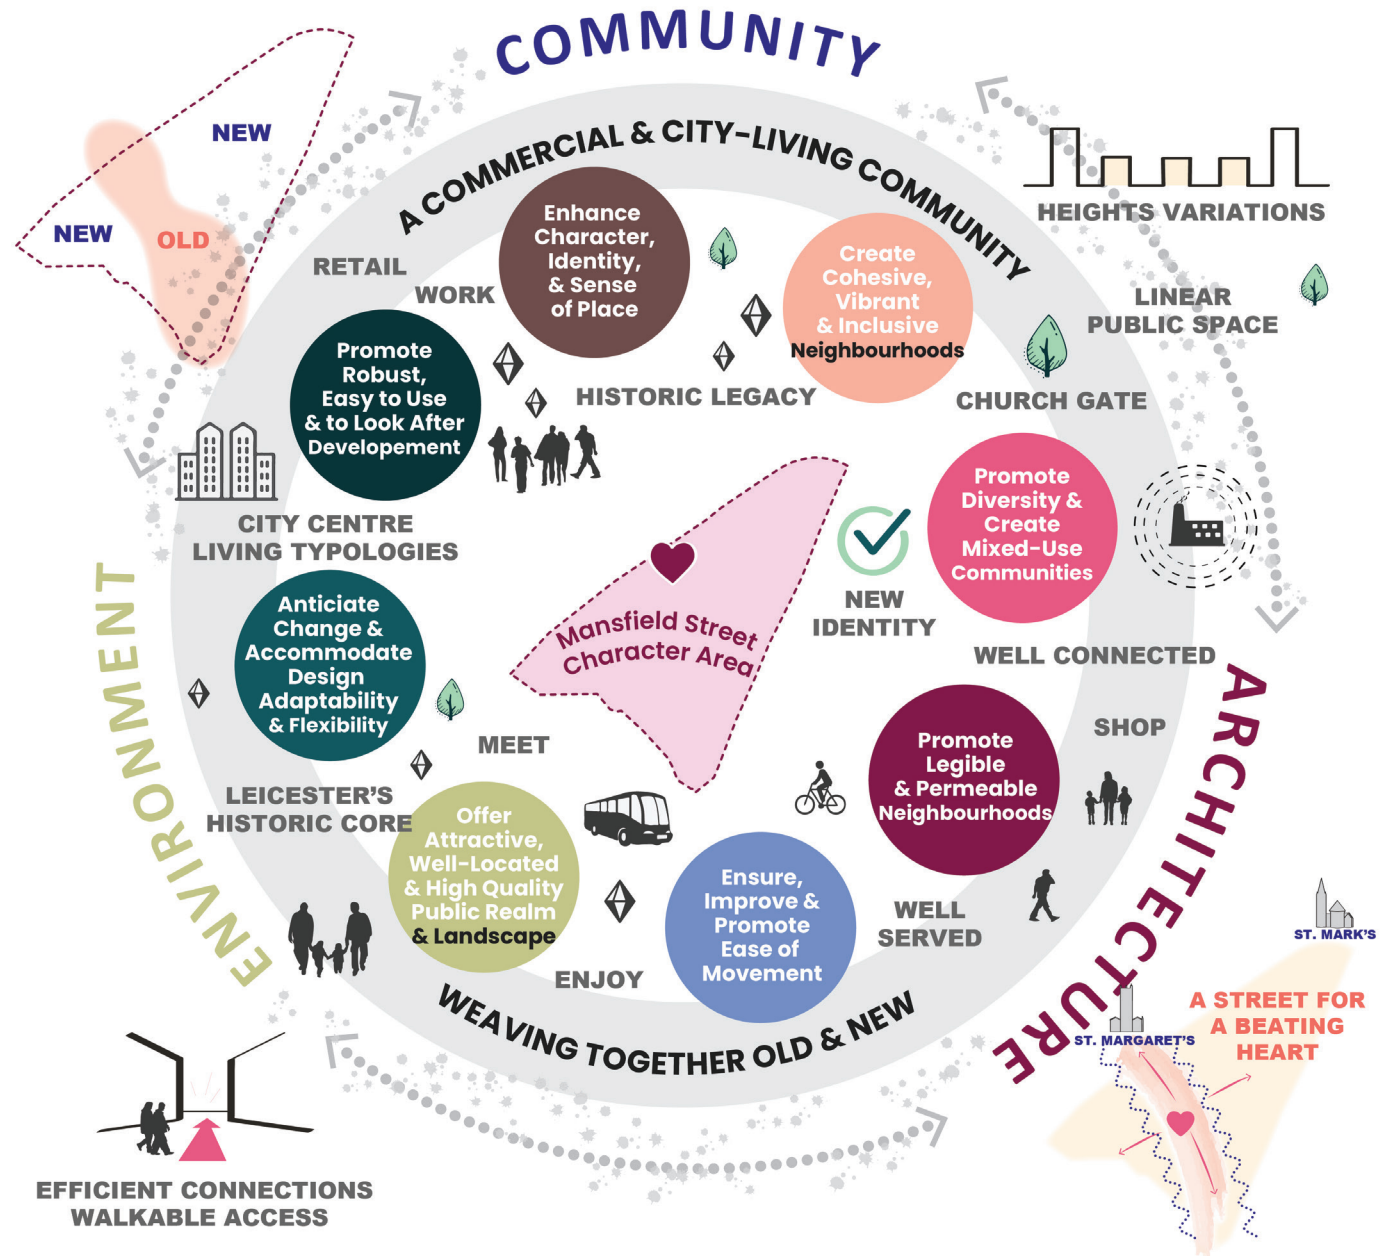 COMMUNITY
A COMMERCIAL & CITY-LIVING COMMUNITY
NEW
NEW
OLD
HEIGHTS VARIATIONS
LINEAR
PUBLIC SPACE
RETAIL
WORK
Enhance
Character,
Identity,
& Sense
of Place
Create
Cohesive,
Vibrant
& Inclusive
Neighbourhoods
Promote
Robust,
Easy to Use
& to Look After
Developement
HISTORIC LEGACY
CHURCH GATE
CITY CENTRE
LIVING TYPOLOGIES
Promote
Diversity &
Create
Mixed-Use
Communities
NEW
IDENTITY
Mansfield Street
Character Area
WELL CONNECTED
ENVIRONMENT
Anticiate
Change &
Accommodate
Design
Adaptability
& Flexibility
MEET
SHOP
ARCHITECTURE
Promote
Legible
& Permeable
Neighbourhoods
LEICESTER'S
HISTORIC CORE
Offer
Attractive,
Well-Located
& High Quality
Public Realm
& Landscape
Ensure,
Improve &
Promote
Ease of
Movement
WELL
SERVED
ENJOY
WEAVING TOGETHER OLD & NEW
ST. MARK'S
A STREET FOR
A BEATING
HEART
ST. MARGARET'S
EFFICIENT CONNECTIONS
WALKABLE ACCESS